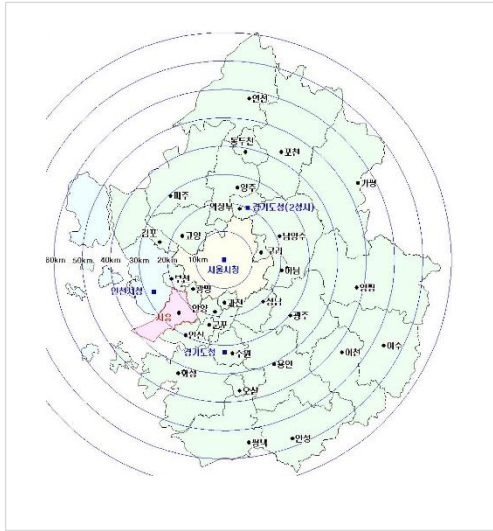 연천
동두천
포천
가평
양주
파주
의정부
경기도청(2청사)
김포
고양
남양주
구리
60km 50km 40km 30km 20km 10km
서울시청
하남
부천
인천시청
광명
과천
성남
양평
시흥
안양
광주
군포
안산
경기도청
수원
이천
여수
용인
화성
오산
평택
안성